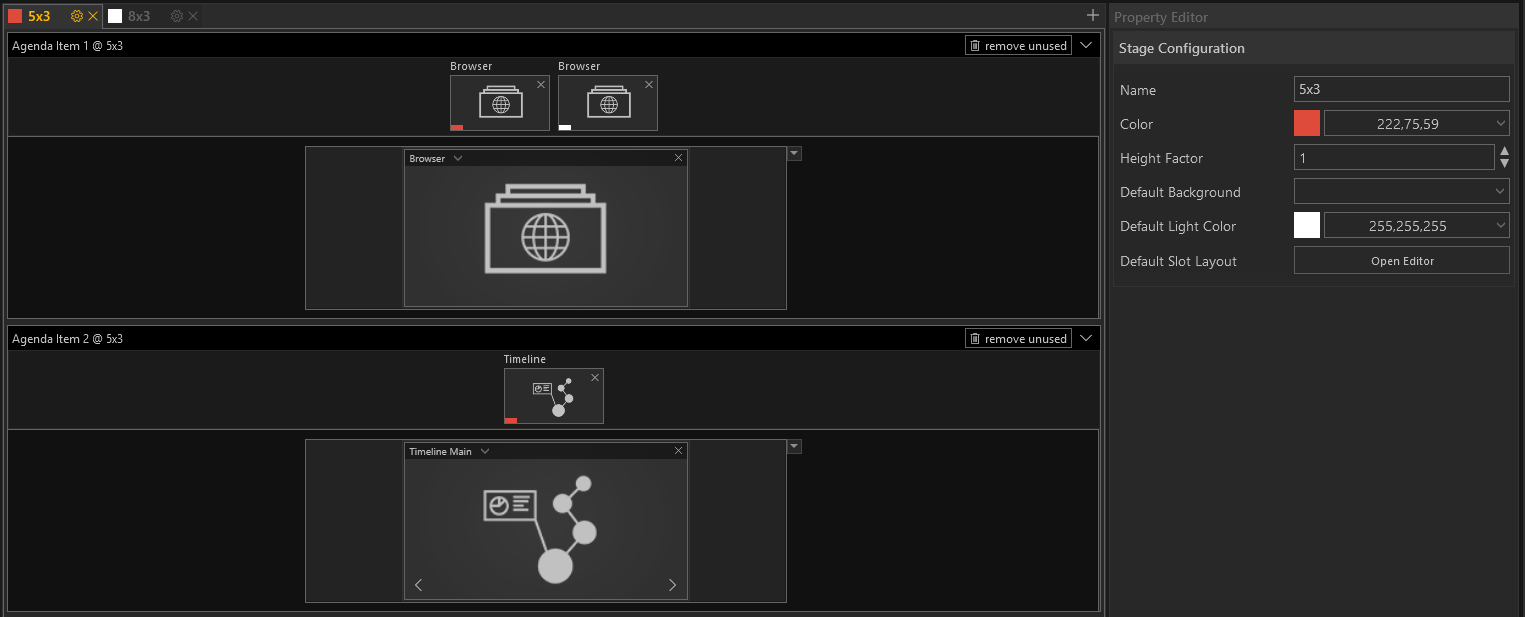 5x3
8x3
Agenda Item 1 @ 5x3
remove unused
Browser
Browser
Browser
Agenda Item 2 @ 5x3
remove unused
Timeline
Timeline Main
Property Editor
Stage Configuration
Name
5x3
Color
222,75,59
Height Factor
1
Default Background
Default Light Color
255,255,255
Default Slot Layout
Open Editor